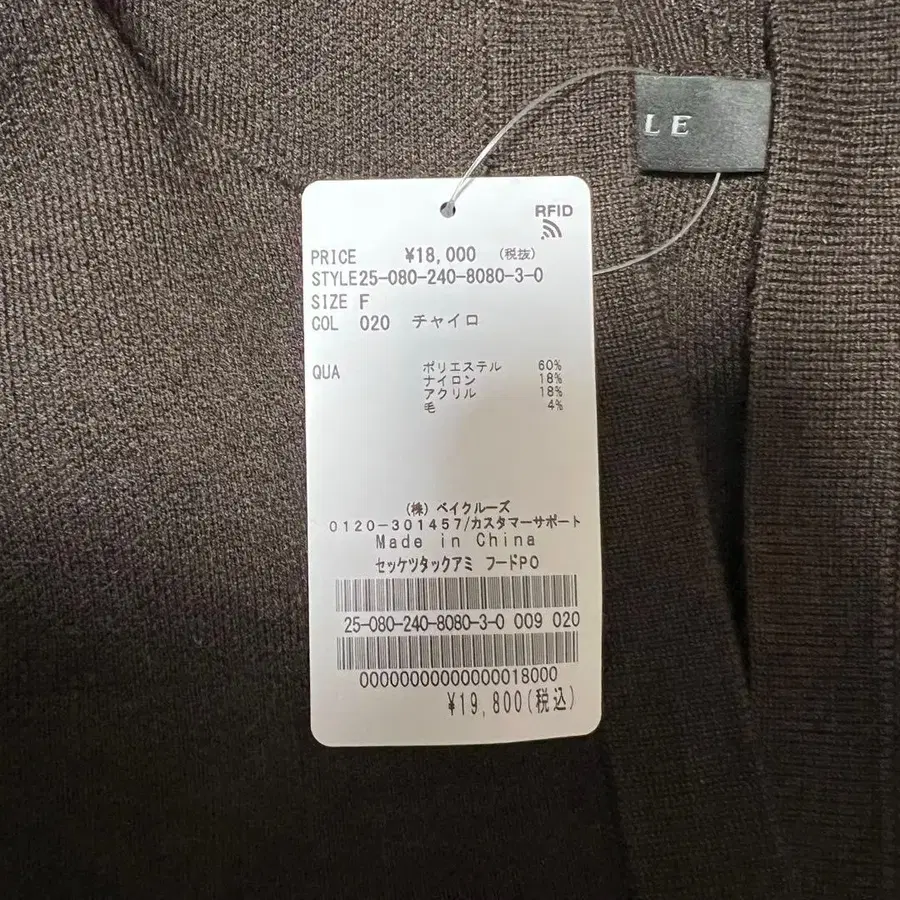 LE
RFID
PRICE ¥18,000 (税抜)
STYLE25-080-240-8080-3-0
SIZE F
COL 020 チャイロ
QUA ポリエステル 60%
ナイロン 18%
アクリル 18%
毛 4%
(株) ベイクルーズ
0120-301457/カスタマーサポート
Made in China
セッケツタックアミ フードPO
25-080-240-8080-3-0 009 020
00000000000000018000
¥19,800(税込)